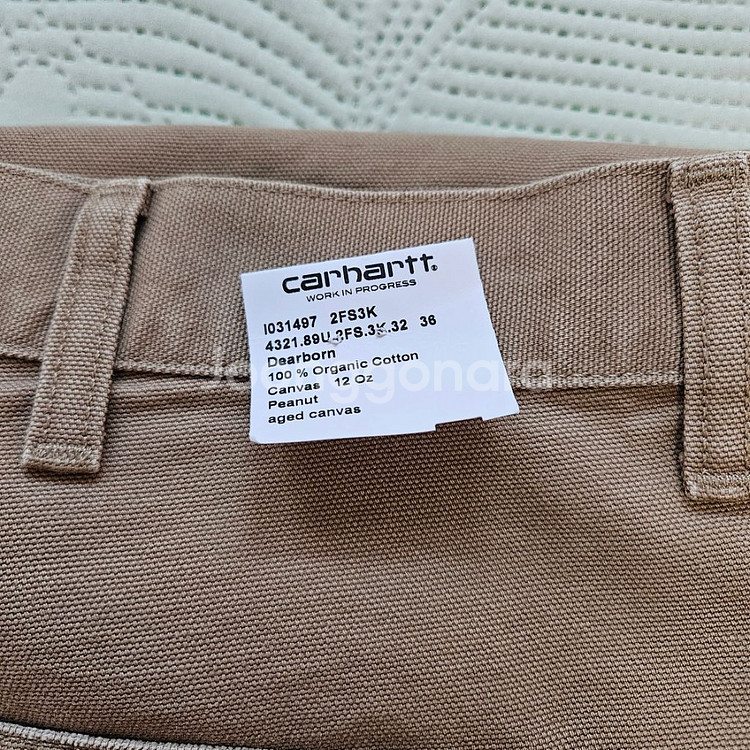 carhartt.
WORK IN PROGRESS
I031497 2FS3K
4321.89U.2FS.3K.32 36
Dearborn
100 % Organic Cotton
Canvas 12 Oz
Peanut
aged canvas